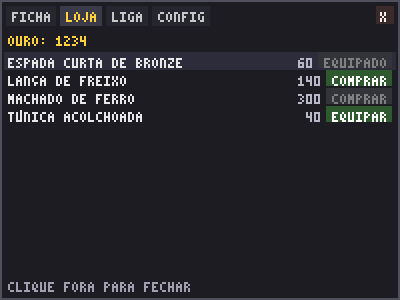 FICHA LOJA LIGA CONFIG X
OURO: 1234
ESPADA CURTA DE BRONZE 60 EQUIPADO
LANÇA DE FREIXO 140 COMPRAR
MACHADO DE FERRO 300 COMPRAR
TÚNICA ACOLCHOADA 40 EQUIPAR
CLIQUE FORA PARA FECHAR